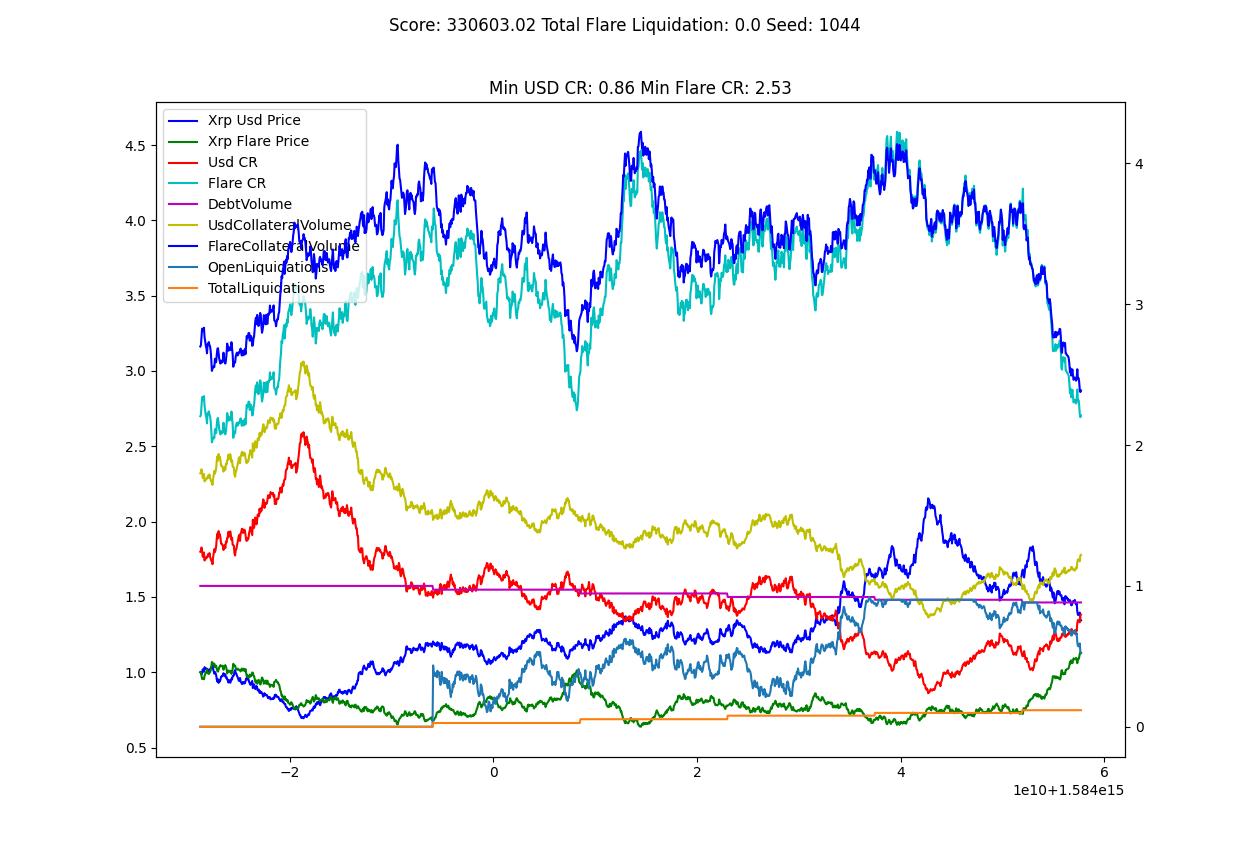 Score: 330603.02 Total Flare Liquidation: 0.0 Seed: 1044
Min USD CR: 0.86 Min Flare CR: 2.53
Xrp Usd Price
Xrp Flare Price
Usd CR
Flare CR
DebtVolume
UsdCollateralVolume
FlareCollateralVolume
OpenLiquidations
TotalLiquidations
4.5
4.0
3.5
3.0
2.5
2.0
1.5
1.0
0.5
4
3
2
1
0
−2
0
2
4
6
1e10+1.584e15